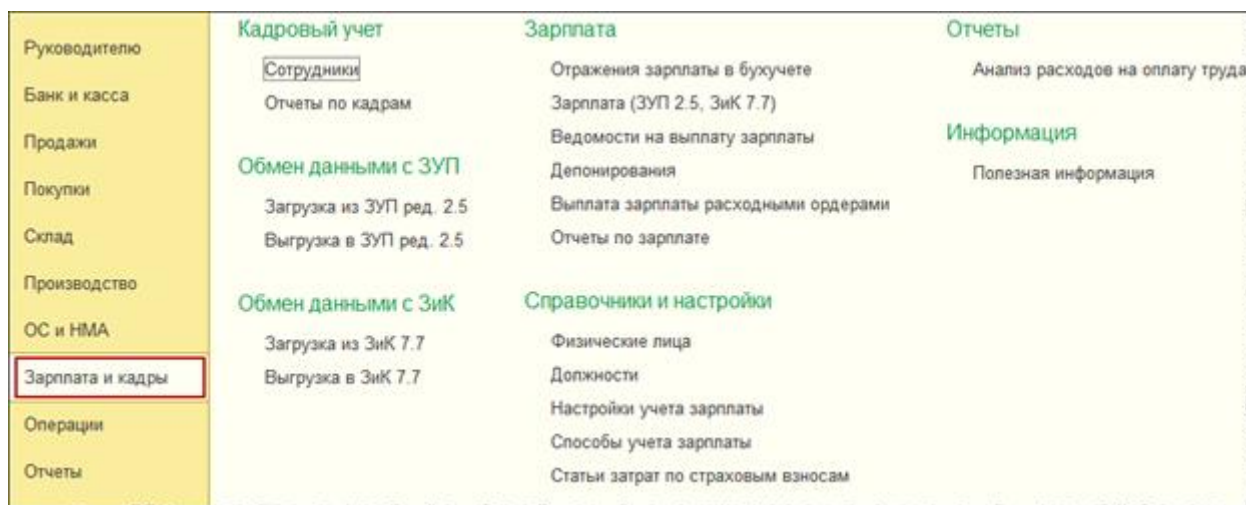 Руководителю
Банк и касса
Продажи
Покупки
Склад
Производство
ОС и НМА
Зарплата и кадры
Операции
Отчеты
Кадровый учет
Сотрудники
Отчеты по кадрам
Обмен данными с ЗУП
Загрузка из ЗУП ред. 2.5
Выгрузка в ЗУП ред. 2.5
Обмен данными с ЗиК
Загрузка из ЗиК 7.7
Выгрузка в ЗиК 7.7
Зарплата
Отражения зарплаты в бухучете
Зарплата (ЗУП 2.5, ЗиК 7.7)
Ведомости на выплату зарплаты
Депонирования
Выплата зарплаты расходными ордерами
Отчеты по зарплате
Справочники и настройки
Физические лица
Должности
Настройки учета зарплаты
Способы учета зарплаты
Статьи затрат по страховым взносам
Отчеты
Анализ расходов на оплату труда
Информация
Полезная информация